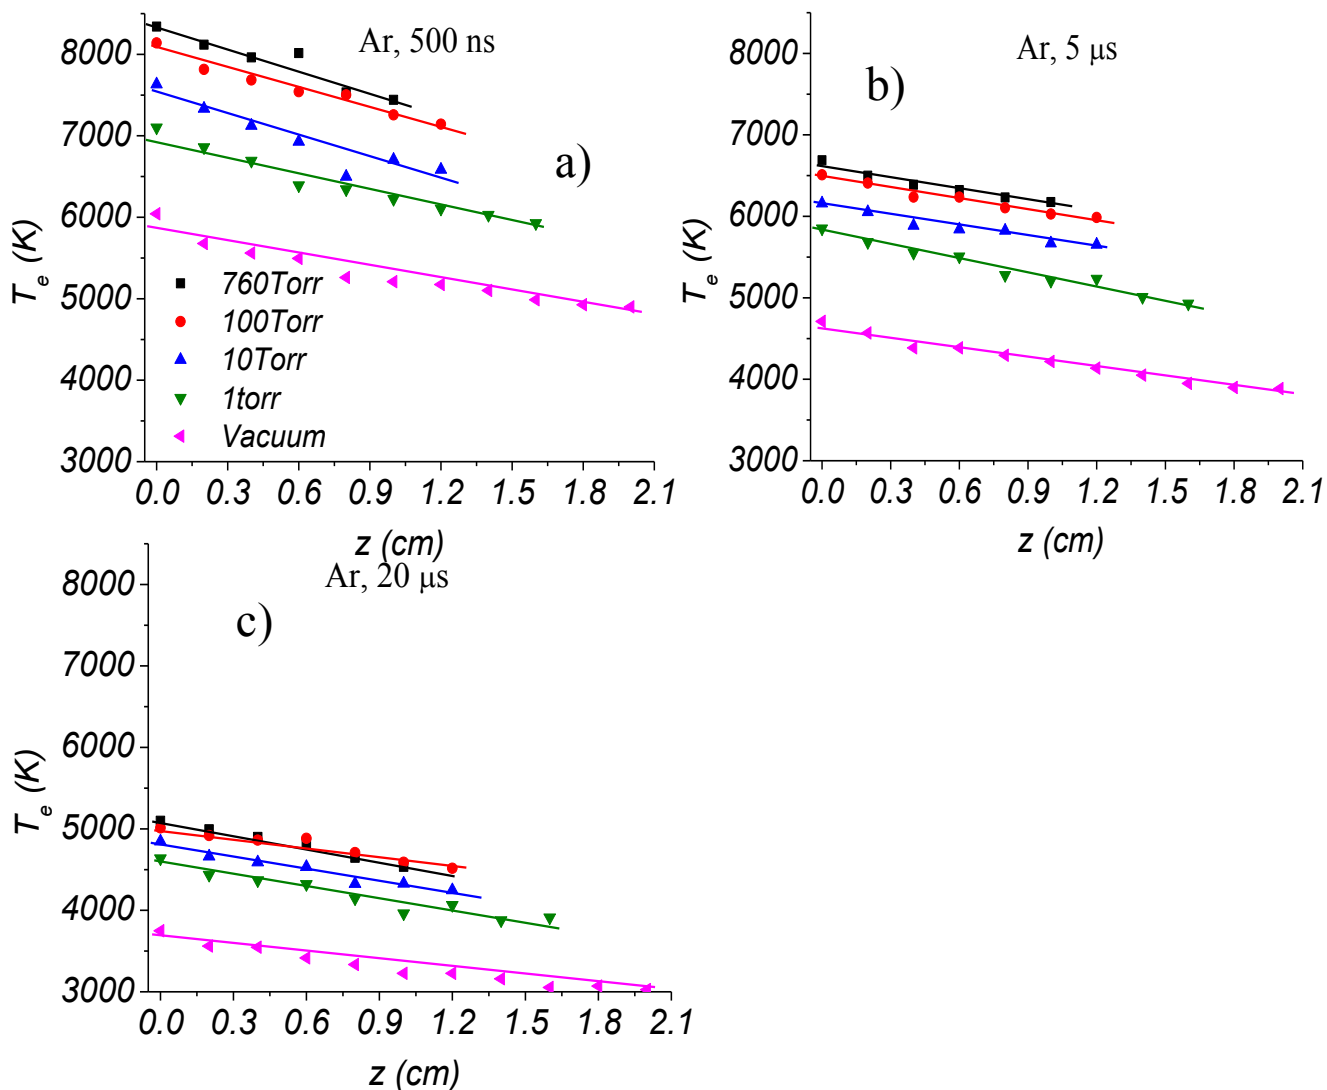 Ar, 500 ns
a)
8000
7000
6000
5000
4000
3000
T_e (K)
760Torr
100Torr
10Torr
1torr
Vacuum
0.0 0.3 0.6 0.9 1.2 1.5 1.8 2.1
z (cm)
Ar, 5 μs
b)
8000
7000
6000
5000
4000
3000
T_e (K)
0.0 0.3 0.6 0.9 1.2 1.5 1.8 2.1
z (cm)
Ar, 20 μs
c)
8000
7000
6000
5000
4000
3000
T_e (K)
0.0 0.3 0.6 0.9 1.2 1.5 1.8 2.1
z (cm)